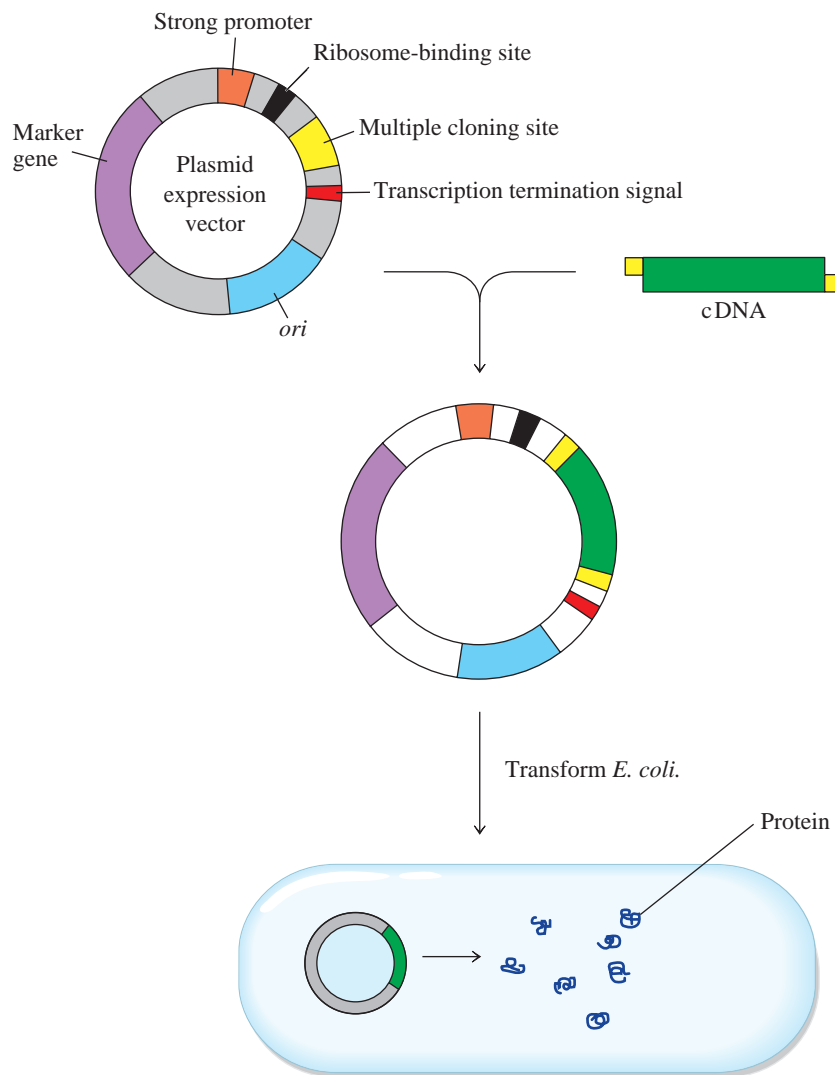 Strong promoter
Ribosome-binding site
Multiple cloning site
Marker
gene
Plasmid
expression
vector
Transcription termination signal
ori
cDNA
Transform E. coli.
Protein